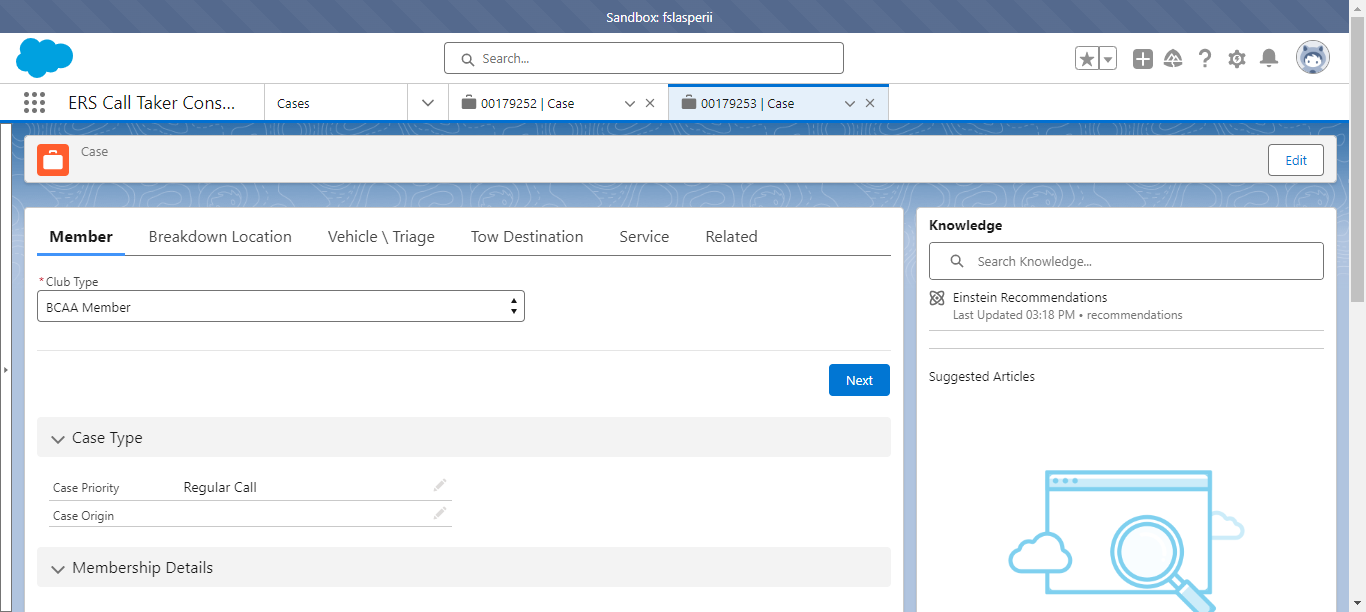 Sandbox: fslasperii
Search...
ERS Call Taker Cons...
Cases
00179252 | Case
00179253 | Case
Case
Edit
Member
Breakdown Location
Vehicle \ Triage
Tow Destination
Service
Related
*Club Type
BCAA Member
Next
Case Type
Case Priority
Regular Call
Case Origin
Membership Details
Knowledge
Search Knowledge...
Einstein Recommendations
Last Updated 03:18 PM • recommendations
Suggested Articles